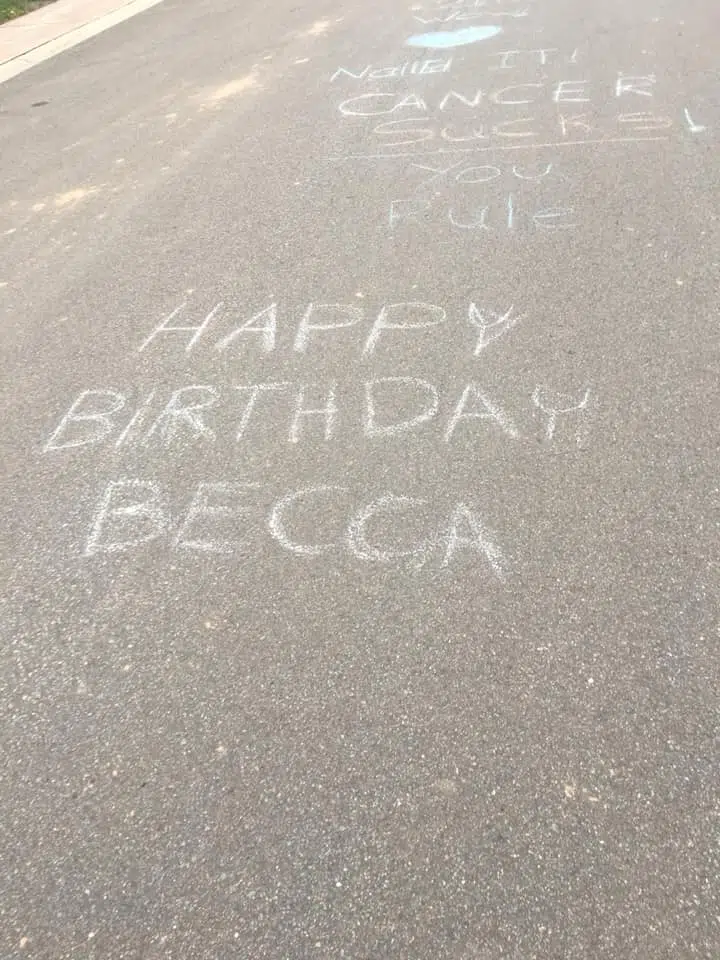 Nailed IT!
CANCER
SUCKS!
YOU
Rule
HAPPY
BIRTHDAY
BECCA